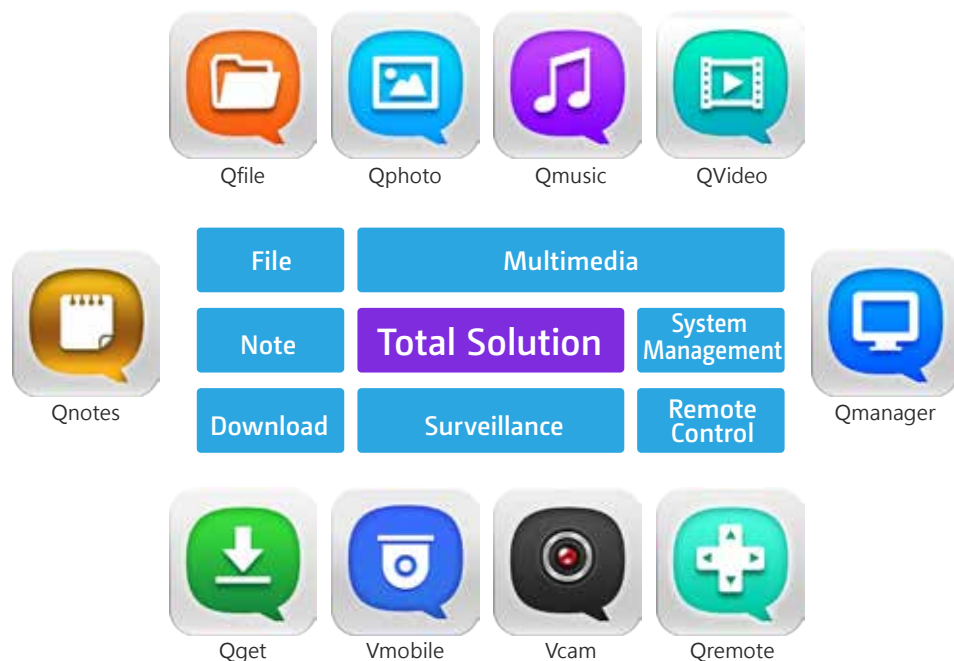 Qfile
Qphoto
Qmusic
QVideo
File
Multimedia
Qnotes
Note
Total Solution
System
Management
Qmanager
Download
Surveillance
Remote
Control
Qget
Vmobile
Vcam
Qremote